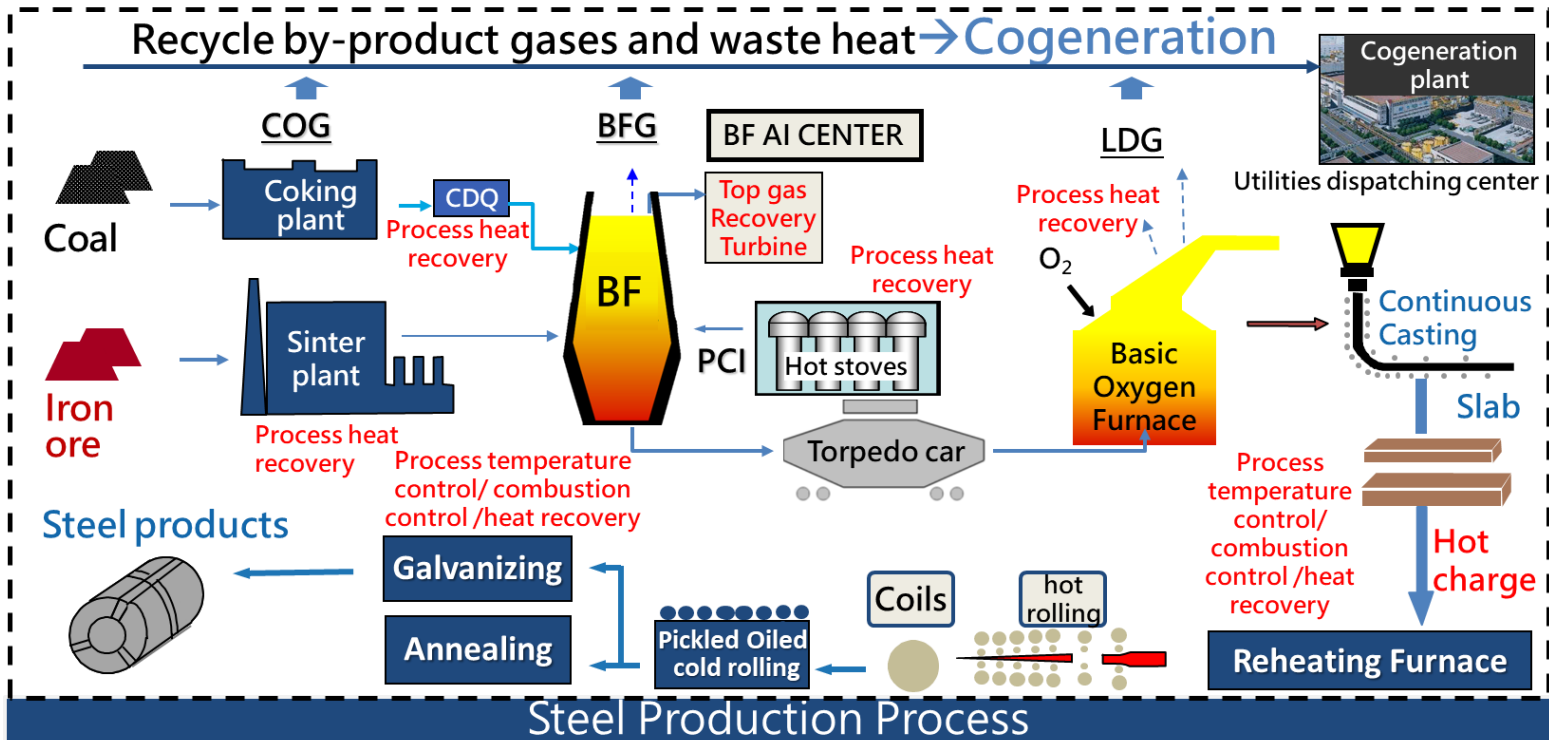 Recycle by-product gases and waste heat→Cogeneration
Cogeneration
plant
Utilities dispatching center
COG
BFG
BF AI CENTER
LDG
Coal
Coking
plant
CDQ
Process heat
recovery
Top gas
Recovery
Turbine
Process heat
recovery
Process heat
recovery
O₂
BF
Iron
ore
Sinter
plant
Process heat
recovery
PCI
Hot stoves
Torpedo car
Basic
Oxygen
Furnace
Continuous
Casting
Slab
Process
temperature
control/
combustion
control /heat
recovery
Hot
charge
Reheating Furnace
hot
rolling
Coils
Pickled Oiled
cold rolling
Process temperature
control/ combustion
control /heat recovery
Galvanizing
Annealing
Steel products
Steel Production Process